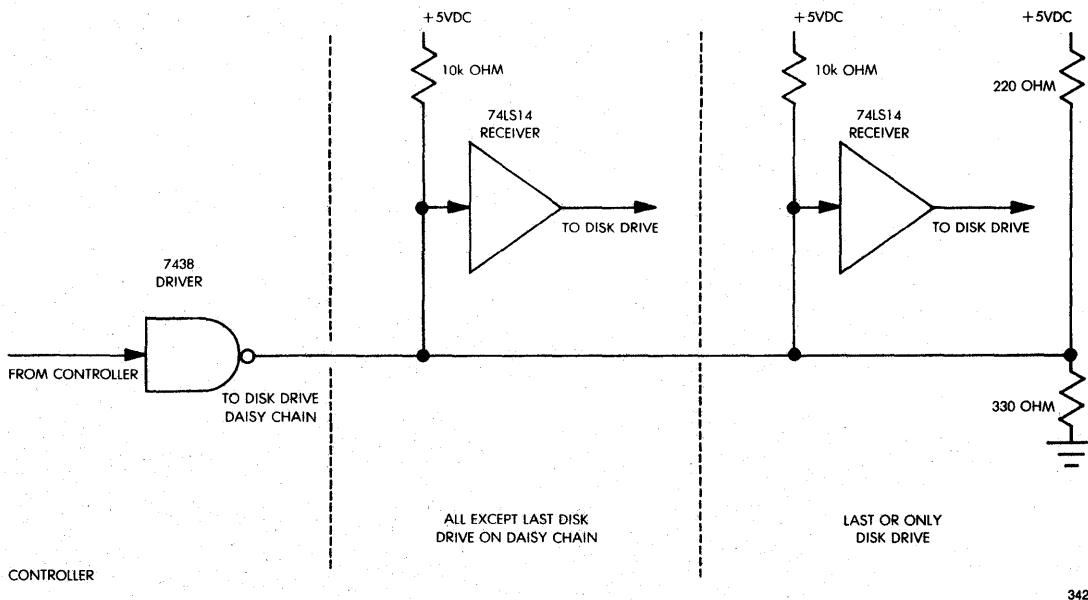 +5VDC
+5VDC
+5VDC
10k OHM
10k OHM
220 OHM
74LS14
RECEIVER
74LS14
RECEIVER
TO DISK DRIVE
TO DISK DRIVE
7438
DRIVER
FROM CONTROLLER
TO DISK DRIVE
DAISY CHAIN
330 OHM
ALL EXCEPT LAST DISK
DRIVE ON DAISY CHAIN
LAST OR ONLY
DISK DRIVE
CONTROLLER
342